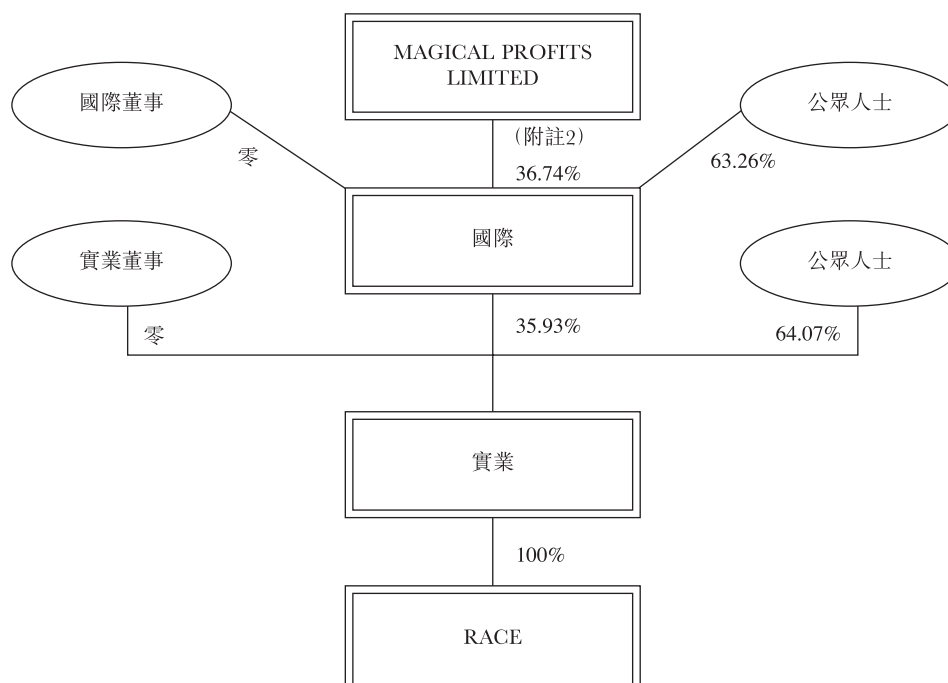 MAGICAL PROFITS
LIMITED
國際董事
公眾人士
（附註2）
零
63.26%
36.74%
國際
實業董事
公眾人士
35.93%
零
64.07%
實業
100%
RACE